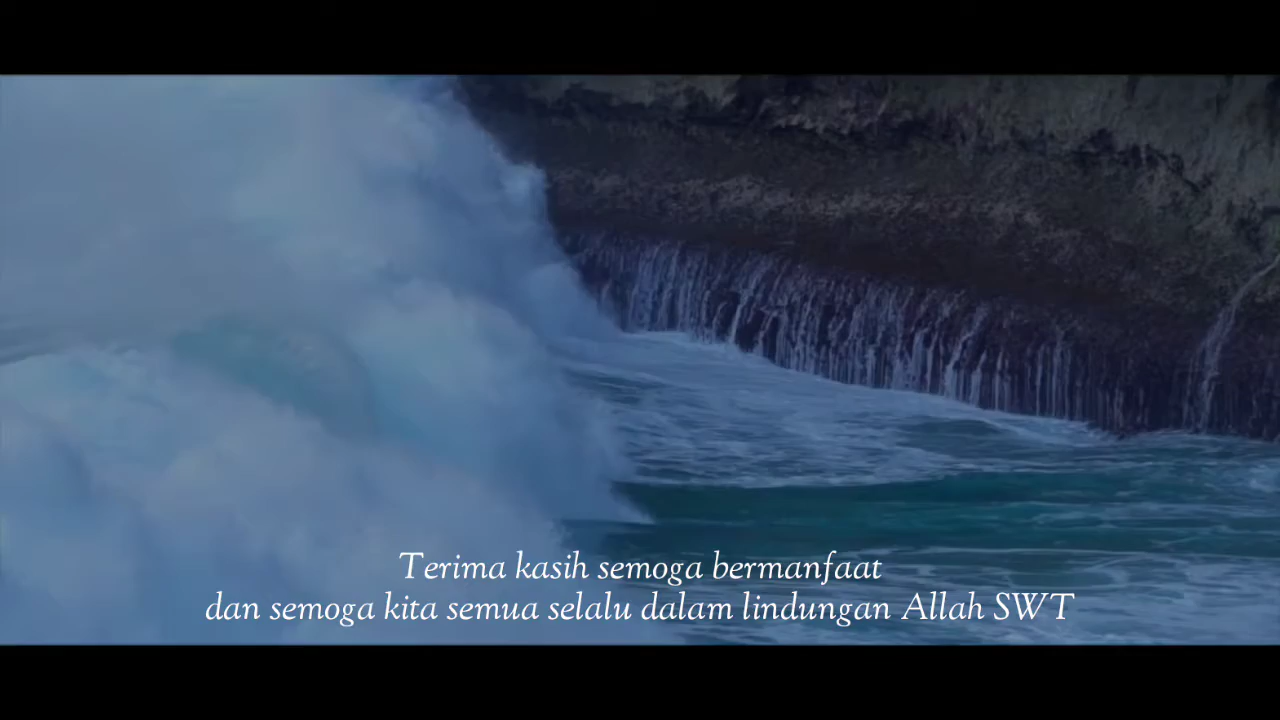 Terima kasih semoga bermanfaat
dan semoga kita semua selalu dalam lindungan Allah SWT